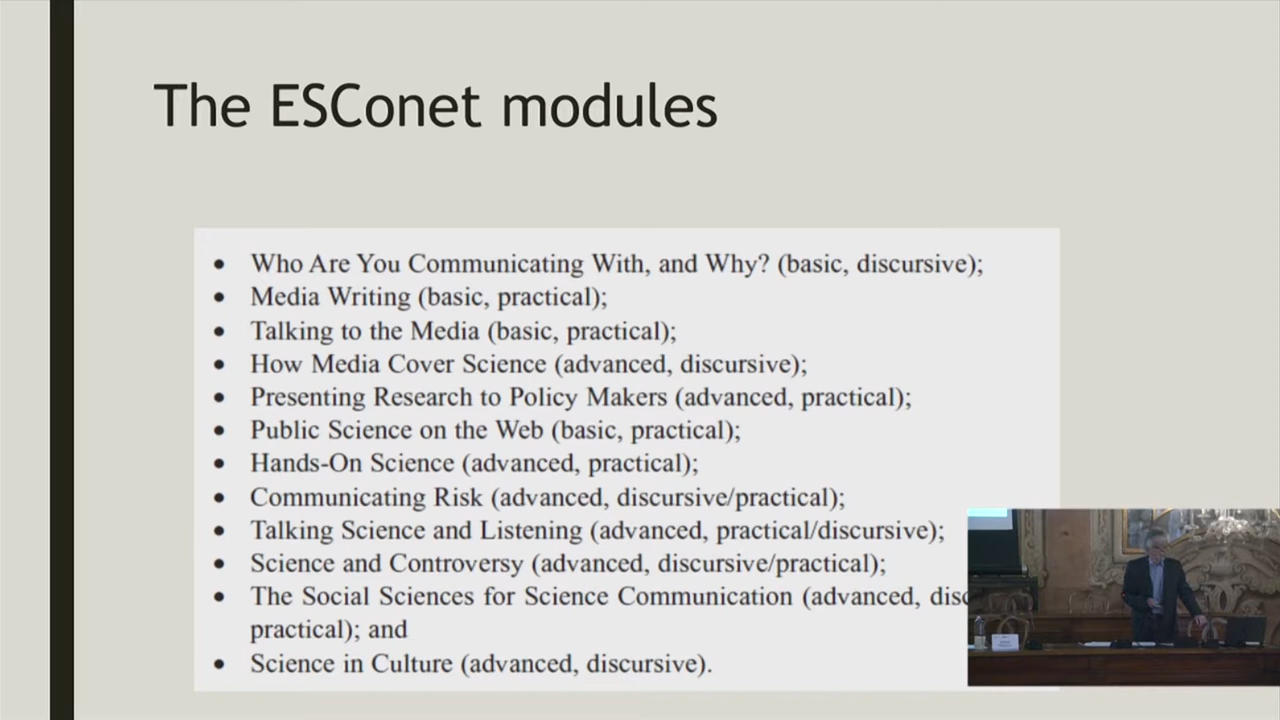 The ESConet modules
• Who Are You Communicating With, and Why? (basic, discursive);
• Media Writing (basic, practical);
• Talking to the Media (basic, practical);
• How Media Cover Science (advanced, discursive);
• Presenting Research to Policy Makers (advanced, practical);
• Public Science on the Web (basic, practical);
• Hands-On Science (advanced, practical);
• Communicating Risk (advanced, discursive/practical);
• Talking Science and Listening (advanced, practical/discursive);
• Science and Controversy (advanced, discursive/practical);
• The Social Sciences for Science Communication (advanced, disc
practical); and
• Science in Culture (advanced, discursive).